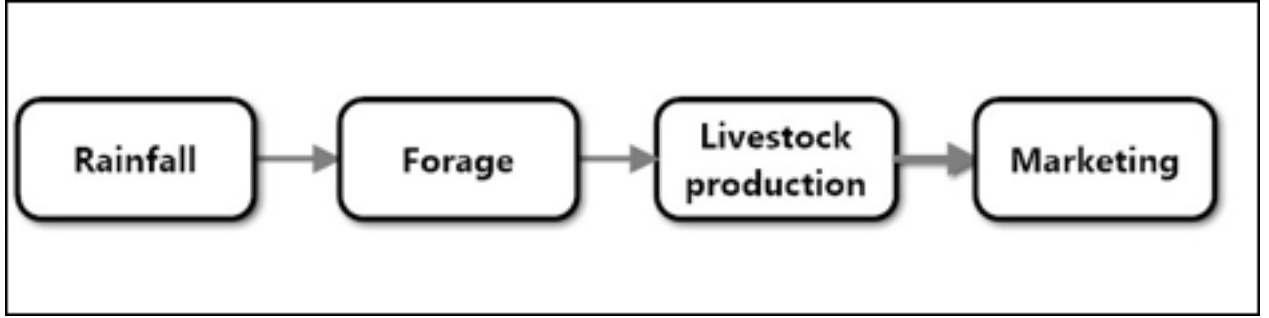 Rainfall
Forage
Livestock
production
Marketing